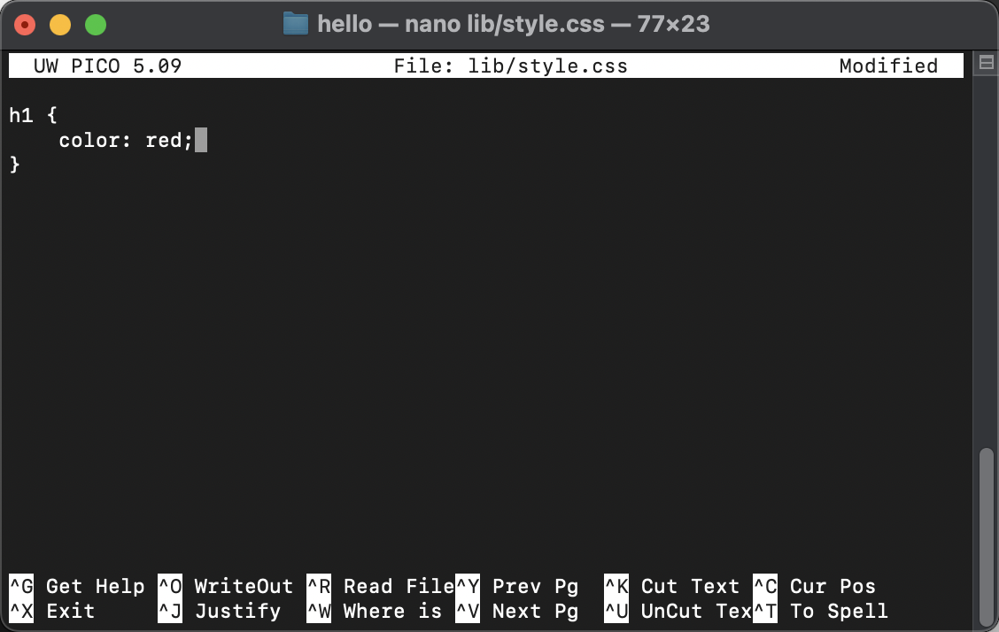 hello — nano lib/style.css — 77×23
UW PICO 5.09 File: lib/style.css Modified
h1 {
    color: red;
}
^G Get Help ^O WriteOut ^R Read File ^Y Prev Pg ^K Cut Text ^C Cur Pos
^X Exit ^J Justify ^W Where is ^V Next Pg ^U UnCut Tex ^T To Spell